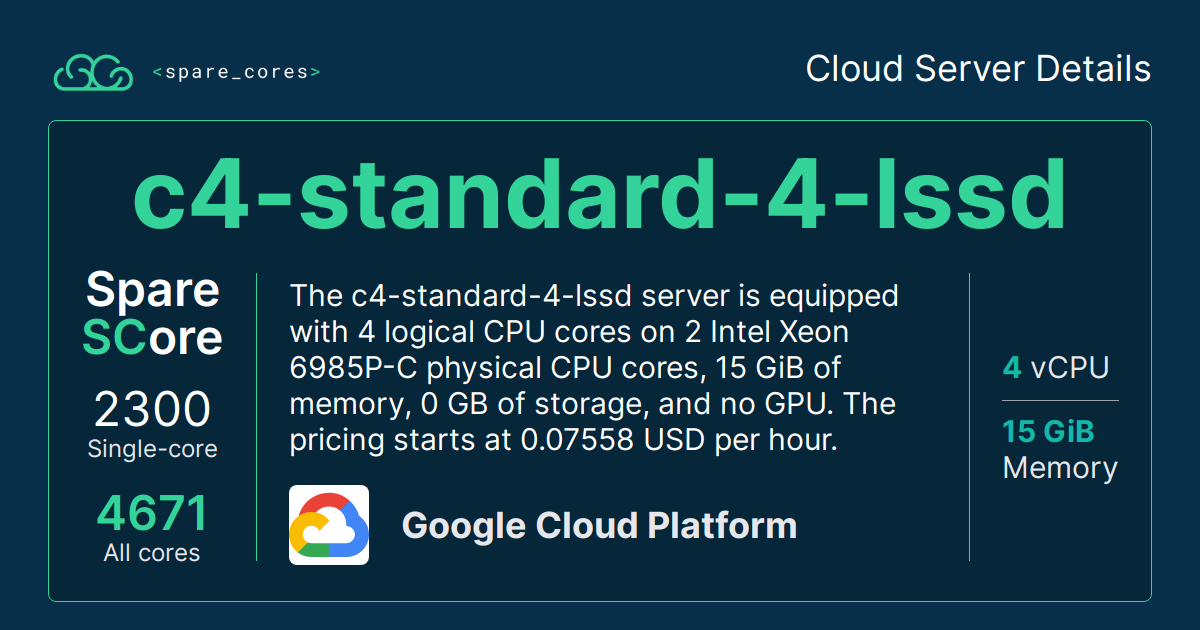 <spare_cores>
Cloud Server Details
c4-standard-4-lssd
Spare
SCore
2300
Single-core
4671
All cores
The c4-standard-4-lssd server is equipped
with 4 logical CPU cores on 2 Intel Xeon
6985P-C physical CPU cores, 15 GiB of
memory, 0 GB of storage, and no GPU. The
pricing starts at 0.07558 USD per hour.
Google Cloud Platform
4 vCPU
15 GiB
Memory